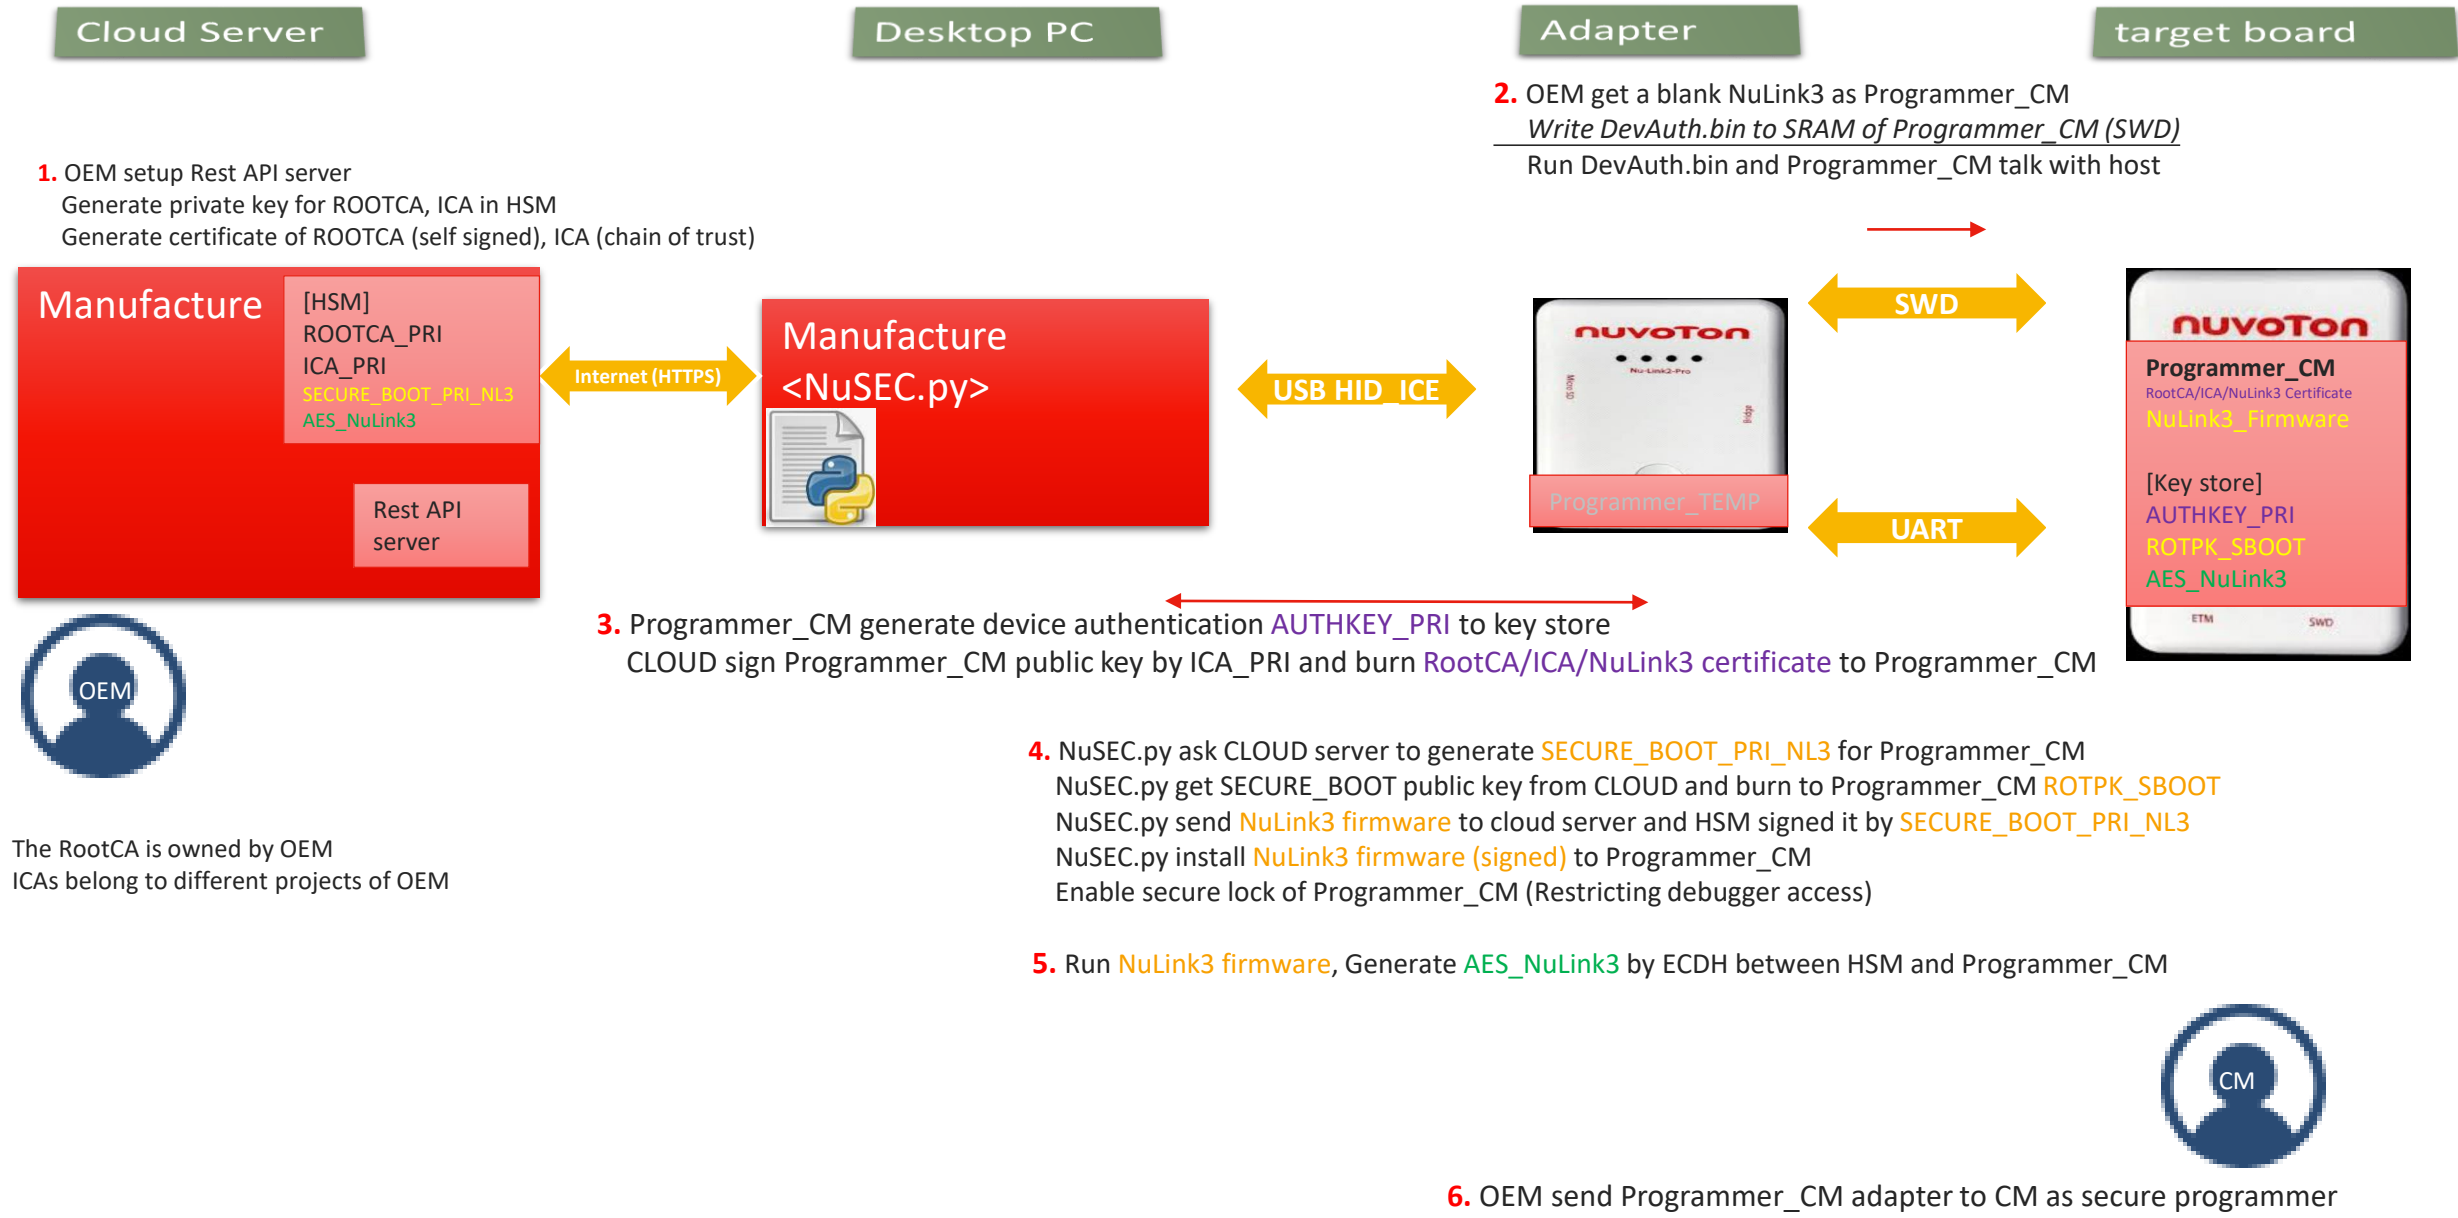 Cloud Server
Desktop PC
Adapter
target board
2. OEM get a blank NuLink3 as Programmer_CM
Write DevAuth.bin to SRAM of Programmer_CM (SWD)
Run DevAuth.bin and Programmer_CM talk with host
1. OEM setup Rest API server
Generate private key for ROOTCA, ICA in HSM
Generate certificate of ROOTCA (self signed), ICA (chain of trust)
Manufacture
[HSM]
ROOTCA_PRI
ICA_PRI
SECURE_BOOT_PRI_NL3
AES_NuLink3
Rest API
server
Internet (HTTPS)
Manufacture
<NuSEC.py>
USB HID_ICE
nuvoTon
Nu-Link2-Pro
Micro SD
Bridge
Programmer_TEMP
SWD
UART
nuvoTon
Programmer_CM
RootCA/ICA/NuLink3 Certificate
NuLink3_Firmware
[Key store]
AUTHKEY_PRI
ROTPK_SBOOT
AES_NuLink3
ETM
SWD
3. Programmer_CM generate device authentication AUTHKEY_PRI to key store
CLOUD sign Programmer_CM public key by ICA_PRI and burn RootCA/ICA/NuLink3 certificate to Programmer_CM
OEM
The RootCA is owned by OEM
ICAs belong to different projects of OEM
4. NuSEC.py ask CLOUD server to generate SECURE_BOOT_PRI_NL3 for Programmer_CM
NuSEC.py get SECURE_BOOT public key from CLOUD and burn to Programmer_CM ROTPK_SBOOT
NuSEC.py send NuLink3 firmware to cloud server and HSM signed it by SECURE_BOOT_PRI_NL3
NuSEC.py install NuLink3 firmware (signed) to Programmer_CM
Enable secure lock of Programmer_CM (Restricting debugger access)
5. Run NuLink3 firmware, Generate AES_NuLink3 by ECDH between HSM and Programmer_CM
CM
6. OEM send Programmer_CM adapter to CM as secure programmer